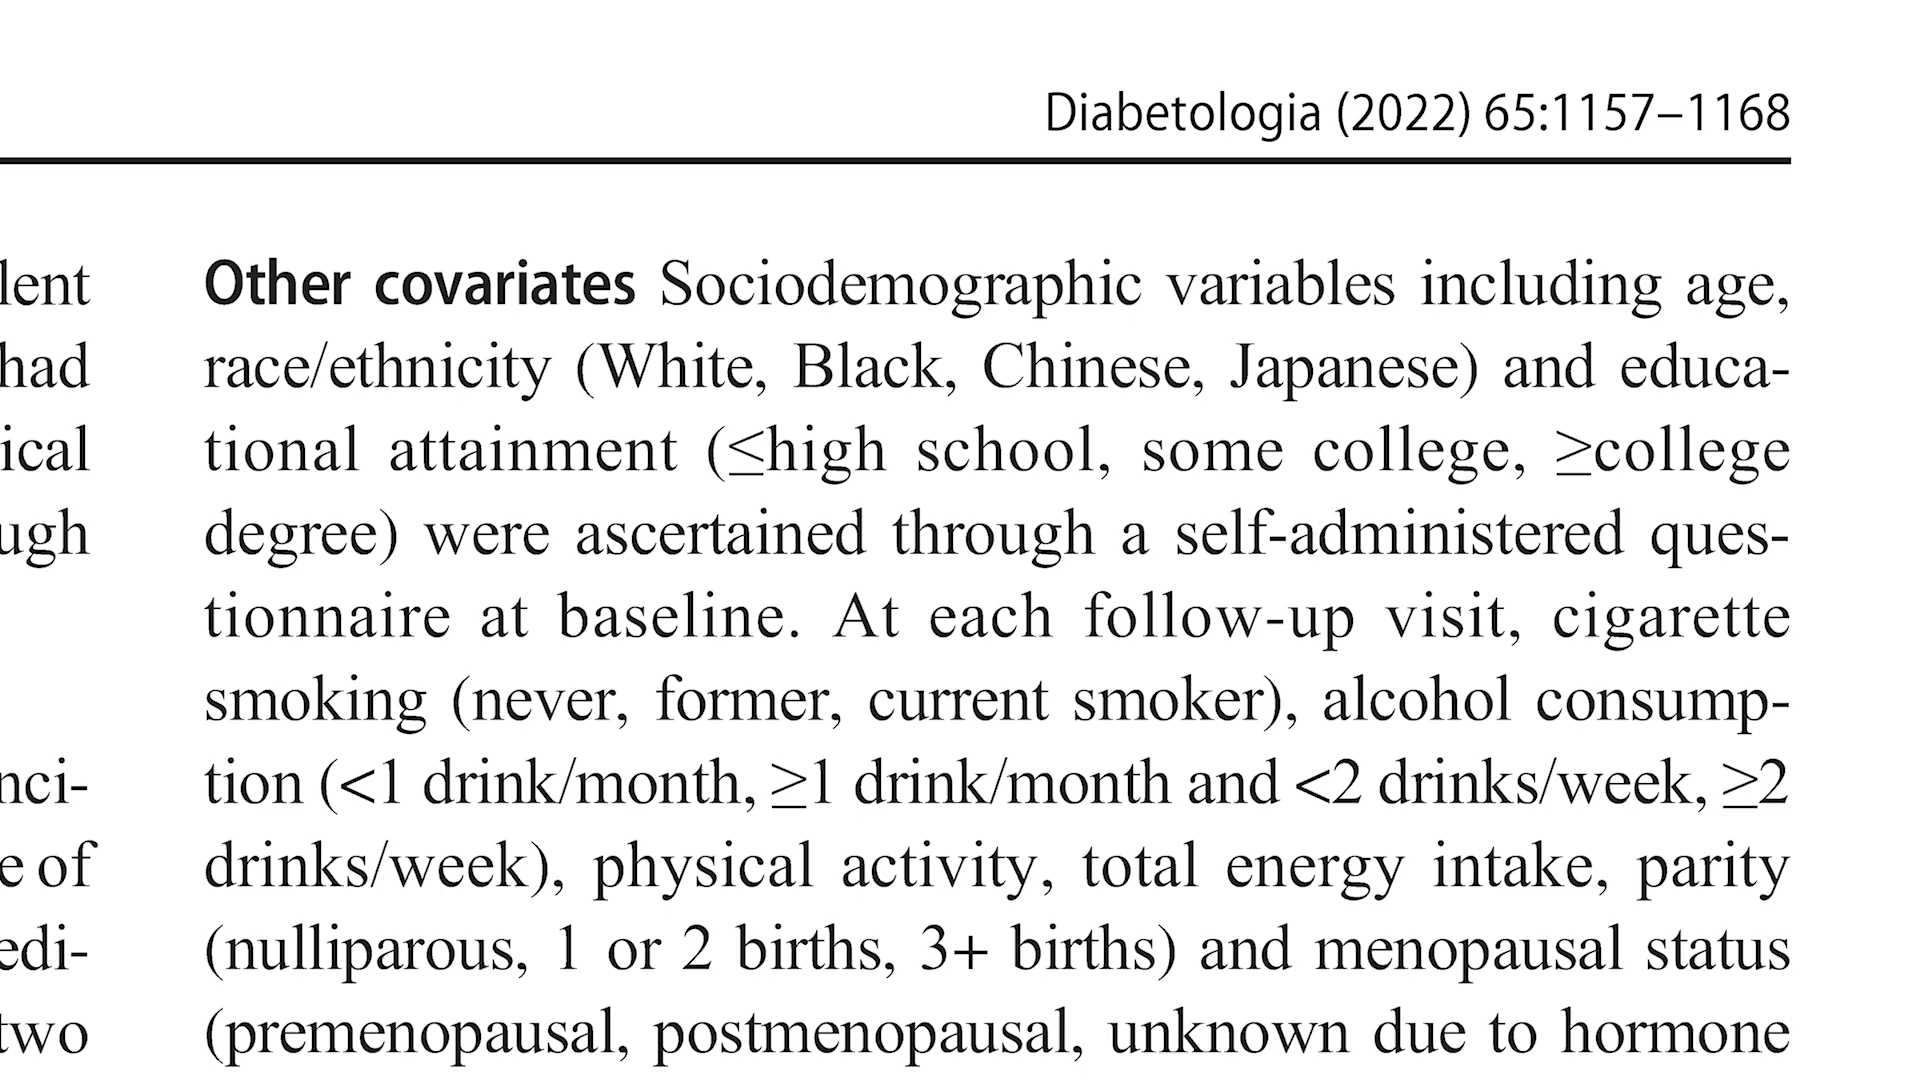 Diabetologia (2022) 65:1157–1168
lent
had
ical
ugh
nci-
e of
edi-
two
Other covariates Sociodemographic variables including age,
race/ethnicity (White, Black, Chinese, Japanese) and educa-
tional attainment (≤high school, some college, ≥college
degree) were ascertained through a self-administered ques-
tionnaire at baseline. At each follow-up visit, cigarette
smoking (never, former, current smoker), alcohol consump-
tion (<1 drink/month, ≥1 drink/month and <2 drinks/week, ≥2
drinks/week), physical activity, total energy intake, parity
(nulliparous, 1 or 2 births, 3+ births) and menopausal status
(premenopausal, postmenopausal, unknown due to hormone